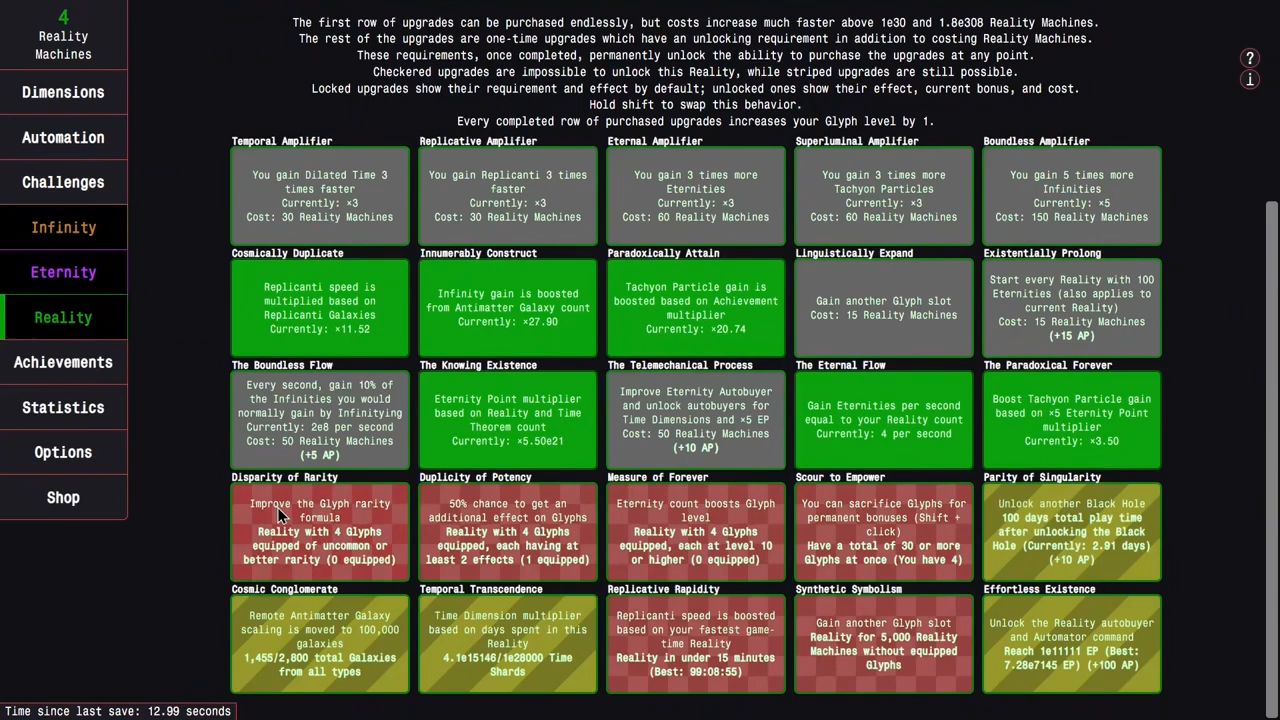 4
Reality
Machines
Dimensions
Automation
Challenges
Infinity
Eternity
Reality
Achievements
Statistics
Options
Shop
The first row of upgrades can be purchased endlessly, but costs increase much faster above 1e30 and 1.8e308 Reality Machines.
The rest of the upgrades are one-time upgrades which have an unlocking requirement in addition to costing Reality Machines.
These requirements, once completed, permanently unlock the ability to purchase the upgrades at any point.
Checkered upgrades are impossible to unlock this Reality, while striped upgrades are still possible.
Locked upgrades show their requirement and effect by default; unlocked ones show their effect, current bonus, and cost.
Hold shift to swap this behavior.
Every completed row of purchased upgrades increases your Glyph level by 1.
?
i
Temporal Amplifier
You gain Dilated Time 3
times faster
Currently: ×3
Cost: 30 Reality Machines
Replicative Amplifier
You gain Replicanti 3 times
faster
Currently: ×3
Cost: 30 Reality Machines
Eternal Amplifier
You gain 3 times more
Eternities
Currently: ×3
Cost: 60 Reality Machines
Superluminal Amplifier
You gain 3 times more
Tachyon Particles
Currently: ×3
Cost: 60 Reality Machines
Boundless Amplifier
You gain 5 times more
Infinities
Currently: ×5
Cost: 150 Reality Machines
Cosmically Duplicate
Replicanti speed is
multiplied based on
Replicanti Galaxies
Currently: ×11.52
Innumerably Construct
Infinity gain is boosted
from Antimatter Galaxy count
Currently: ×27.90
Paradoxically Attain
Tachyon Particle gain is
boosted based on Achievement
multiplier
Currently: ×20.74
Linguistically Expand
Gain another Glyph slot
Cost: 15 Reality Machines
Existentially Prolong
Start every Reality with 100
Eternities (also applies to
current Reality)
Cost: 15 Reality Machines
(+15 AP)
The Boundless Flow
Every second, gain 10% of
the Infinities you would
normally gain by Infinitying
Currently: 2e8 per second
Cost: 50 Reality Machines
(+5 AP)
The Knowing Existence
Eternity Point multiplier
based on Reality and Time
Theorem count
Currently: ×5.50e21
The Telemechanical Process
Improve Eternity Autobuyer
and unlock autobuyers for
Time Dimensions and ×5 EP
Cost: 50 Reality Machines
(+10 AP)
The Eternal Flow
Gain Eternities per second
equal to your Reality count
Currently: 4 per second
The Paradoxical Forever
Boost Tachyon Particle gain
based on ×5 Eternity Point
multiplier
Currently: ×3.50
Disparity of Rarity
Improve the Glyph rarity
formula
Reality with 4 Glyphs
equipped of uncommon or
better rarity (0 equipped)
Duplicity of Potency
50% chance to get an
additional effect on Glyphs
Reality with 4 Glyphs
equipped, each having at
least 2 effects (1 equipped)
Measure of Forever
Eternity count boosts Glyph
level
Reality with 4 Glyphs
equipped, each at level 10
or higher (0 equipped)
Scour to Empower
You can sacrifice Glyphs for
permanent bonuses (Shift +
click)
Have a total of 30 or more
Glyphs at once (You have 4)
Parity of Singularity
Unlock another Black Hole
100 days total play time
after unlocking the Black
Hole (Currently: 2.91 days)
(+10 AP)
Cosmic Conglomerate
Remote Antimatter Galaxy
scaling is moved to 100,000
galaxies
1,455/2,800 total Galaxies
from all types
Temporal Transcendence
Time Dimension multiplier
based on days spent in this
Reality
4.1e15146/1e28000 Time
Shards
Replicative Rapidity
Replicanti speed is boosted
based on your fastest game-
time Reality
Reality in under 15 minutes
(Best: 99:08:55)
Synthetic Symbolism
Gain another Glyph slot
Reality for 5,000 Reality
Machines without equipped
Glyphs
Effortless Existence
Unlock the Reality autobuyer
and Automator command
Reach 1e11111 EP (Best:
7.28e7145 EP) (+100 AP)
Time since last save: 12.99 seconds